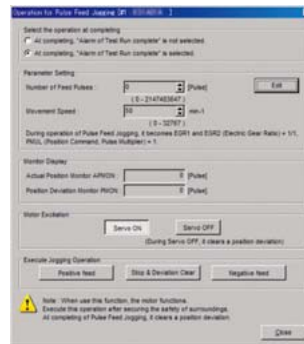 Operation for Pulse Feed Jogging
Select the operation at completing
At completing, "Alarm of Test Run complete" is not selected.
At completing, "Alarm of Test Run complete" is selected.
Parameter Setting
Number of Feed Pulses : 0 [Pulse] Exit
( 0 - 2147483647 )
Movement Speed : 50 min-1
( 0 - 32767 )
During operation of Pulse Feed Jogging, it becomes EGR1 and EGR2 (Electric Gear Ratio) = 1/1,
PMUL (Position Command, Pulse Multiplier) = 1.
Monitor Display
Actual Position Monitor APMON: 0 [Pulse]
Position Deviation Monitor PMON: 0 [Pulse]
Motor Excitation
Servo ON Servo OFF
(During Servo OFF, it clears a position deviation)
Execute Jogging Operation
Positive feed Stop & Deviation Clear Negative feed
Note : When use this function, the motor functions.
Execute this operation after securing the safety of surroundings.
At completing of Pulse Feed Jogging, it clears a position deviation.
Close